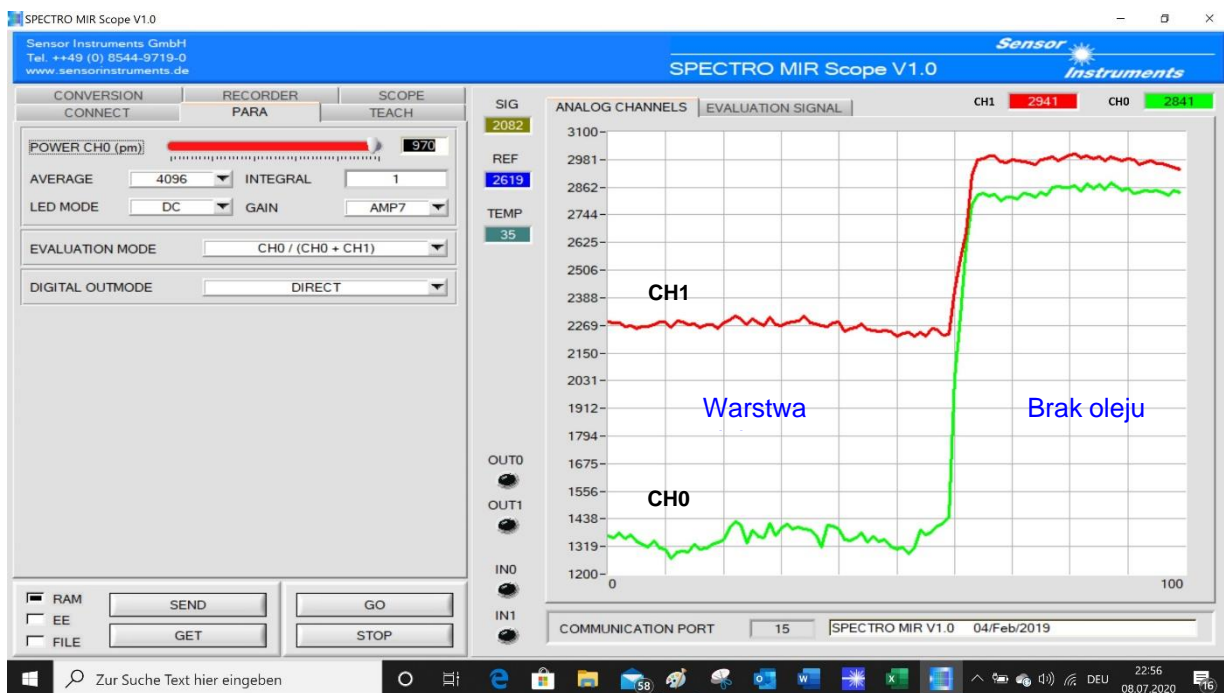 SPECTRO MIR Scope V1.0
Sensor Instruments GmbH
Tel. ++49 (0) 8544-9719-0
www.sensorinstruments.de
SPECTRO MIR Scope V1.0
Sensor
Instruments
CONVERSION RECORDER SCOPE
CONNECT PARA TEACH
POWER CH0 (pm) 970
AVERAGE 4096 INTEGRAL 1
LED MODE DC GAIN AMP7
EVALUATION MODE CH0 / (CH0 + CH1)
DIGITAL OUTMODE DIRECT
RAM
EE
FILE
SEND GO
GET STOP
SIG
2082
REF
2619
TEMP
35
OUT0
OUT1
IN0
IN1
ANALOG CHANNELS EVALUATION SIGNAL
CH1 2941 CH0 2841
3100
2981
2862
2744
2625
2506
2388
2269
2150
2031
1912
1794
1675
1556
1438
1319
1200
0 100
CH1
Warstwa
Brak oleju
CH0
COMMUNICATION PORT 15 SPECTRO MIR V1.0 04/Feb/2019
Zur Suche Text hier eingeben
58
DEU
22:56
08.07.2020
16